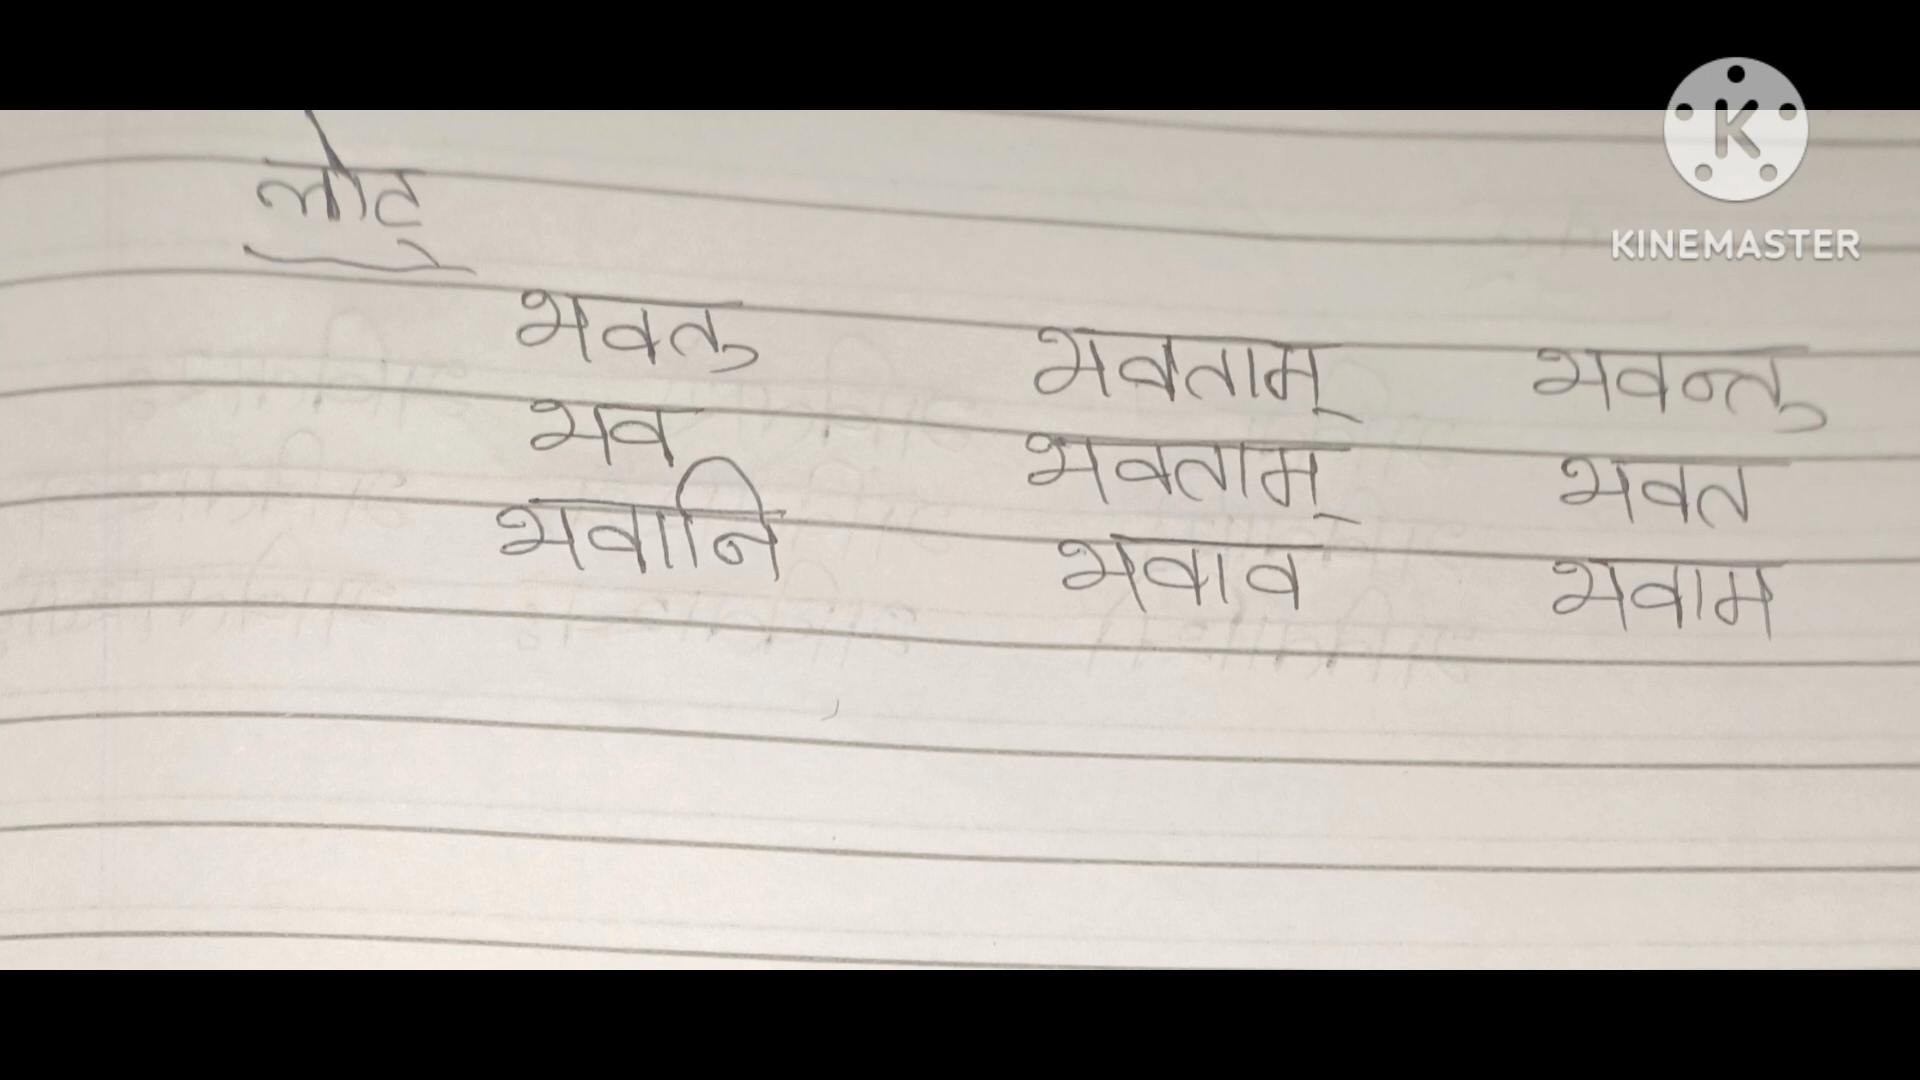 लोट्
भवतु भवताम् भवन्तु
भव भवताम् भवत
भवानि भवाव भवाम
KINEMASTER